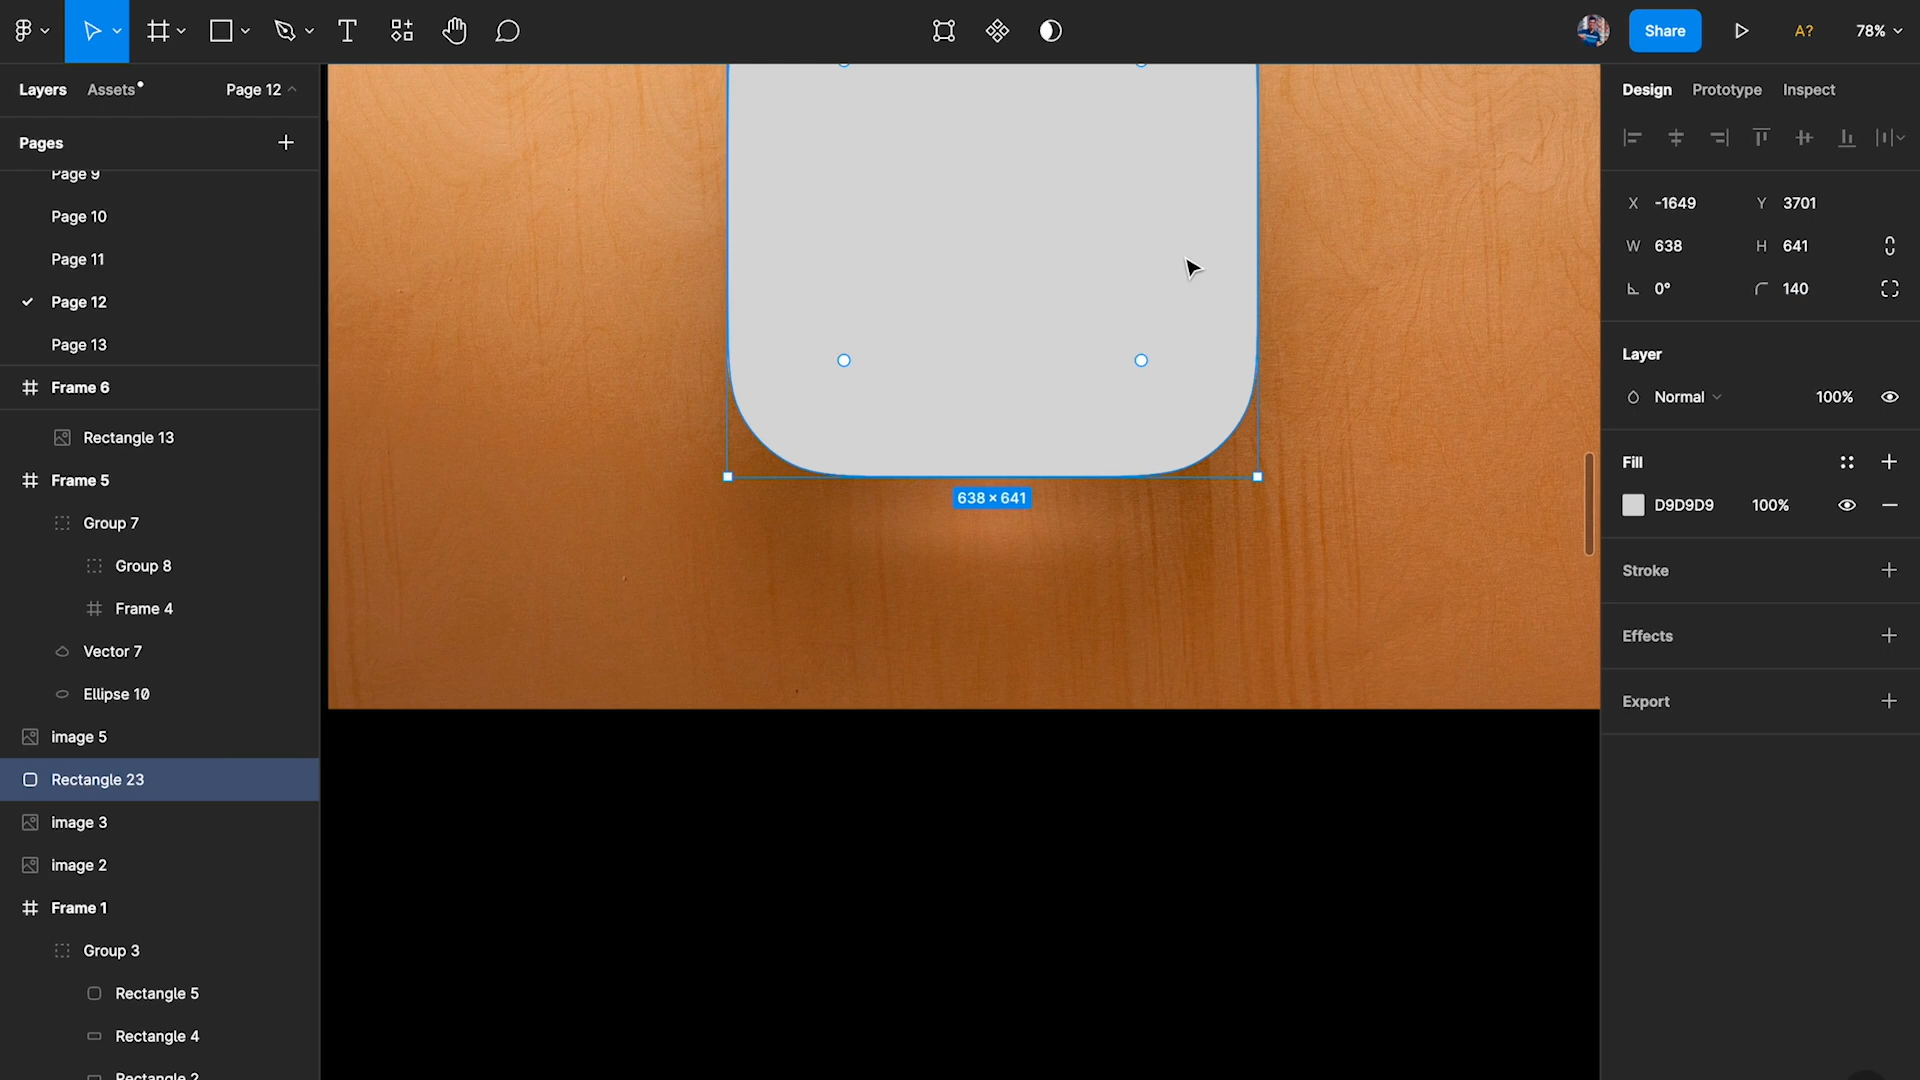 Share
A?
78%
Layers
Assets
Page 12
Pages
Page 9
Page 10
Page 11
Page 12
Page 13
Frame 6
Rectangle 13
Frame 5
Group 7
Group 8
Frame 4
Vector 7
Ellipse 10
image 5
Rectangle 23
image 3
image 2
Frame 1
Group 3
Rectangle 5
Rectangle 4
Rectangle 2
638 × 641
Design
Prototype
Inspect
X -1649 Y 3701
W 638 H 641
0° 140
Layer
Normal 100%
Fill
D9D9D9 100%
Stroke
Effects
Export